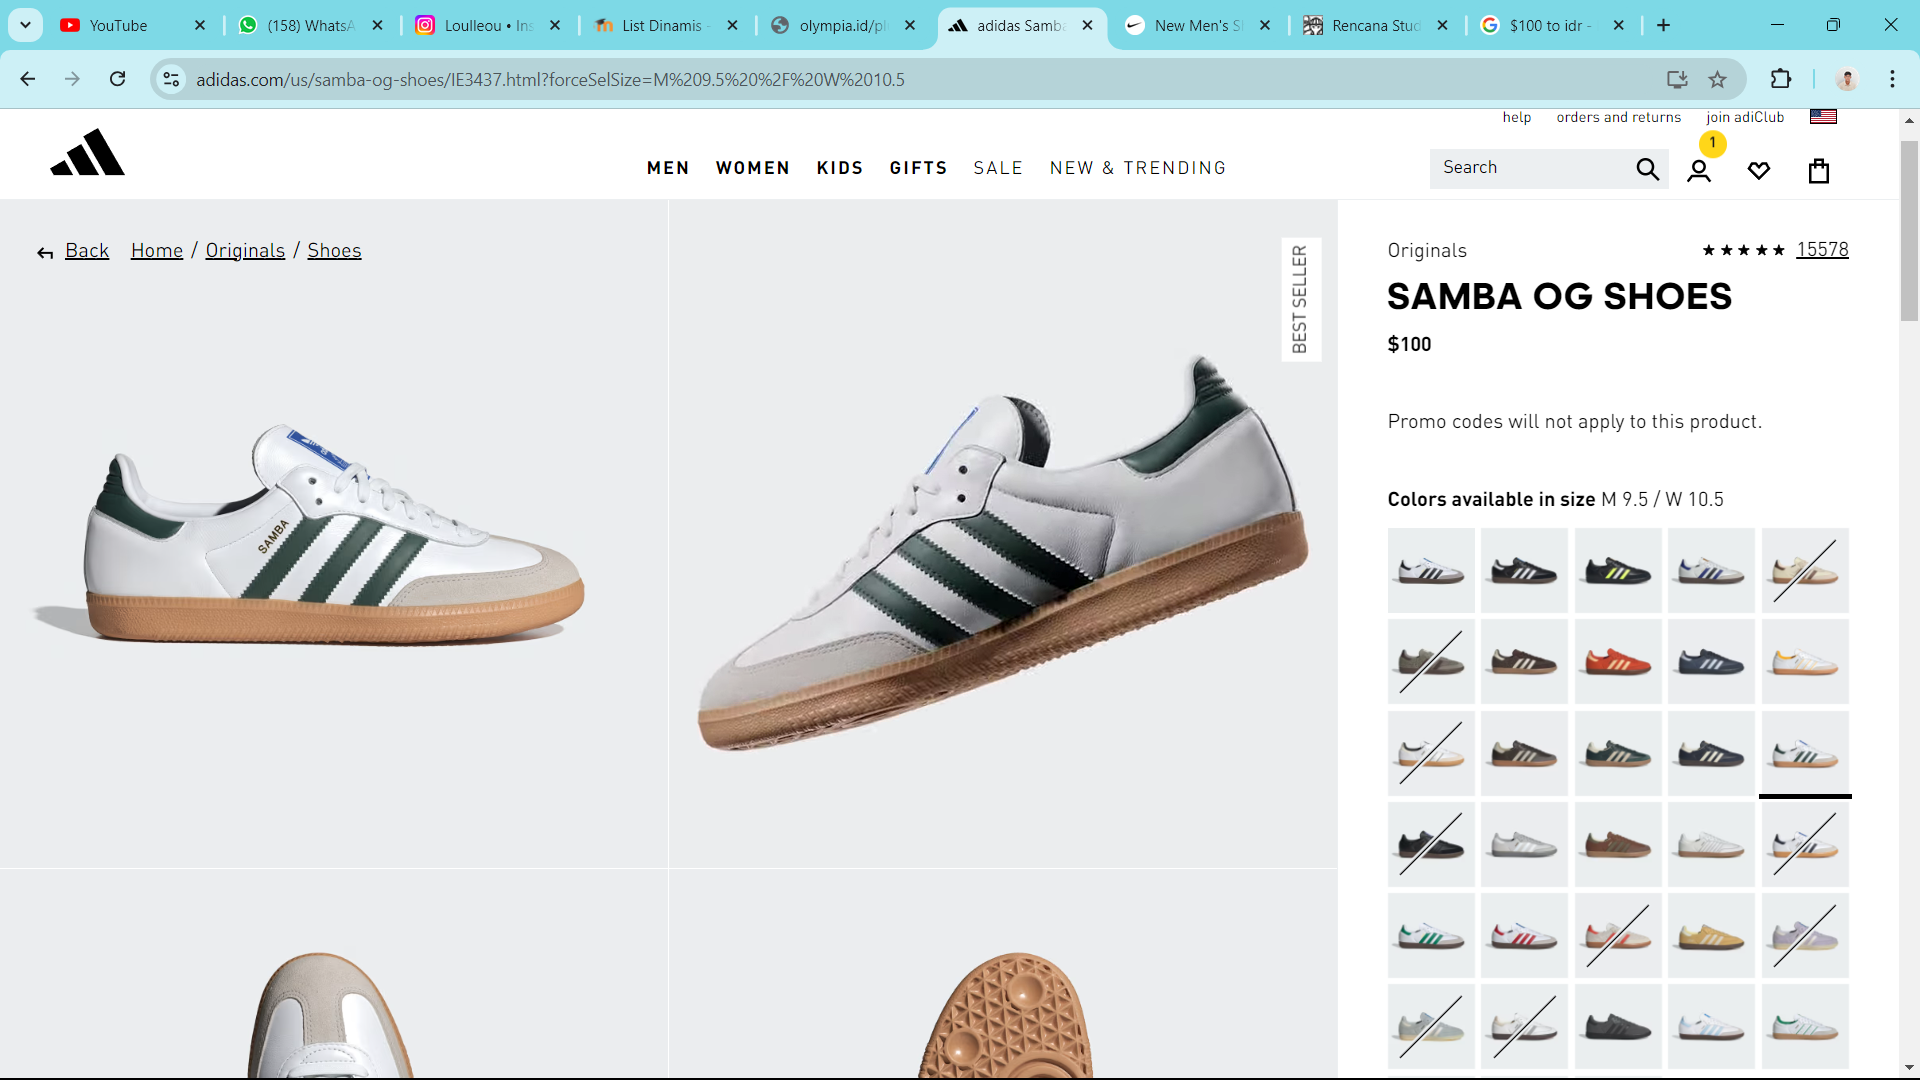 YouTube
(158) WhatsA
Loulleou • Ins
List Dinamis -
olympia.id/pl
adidas Samba
New Men's S
Rencana Stud
$100 to idr -
adidas.com/us/samba-og-shoes/IE3437.html?forceSelSize=M%209.5%20%2F%20W%2010.5
help
orders and returns
join adiClub
1
MEN
WOMEN
KIDS
GIFTS
SALE
NEW & TRENDING
Search
Back
Home / Originals / Shoes
BEST SELLER
SAMBA
Originals
15578
SAMBA OG SHOES
$100
Promo codes will not apply to this product.
Colors available in size M 9.5 / W 10.5